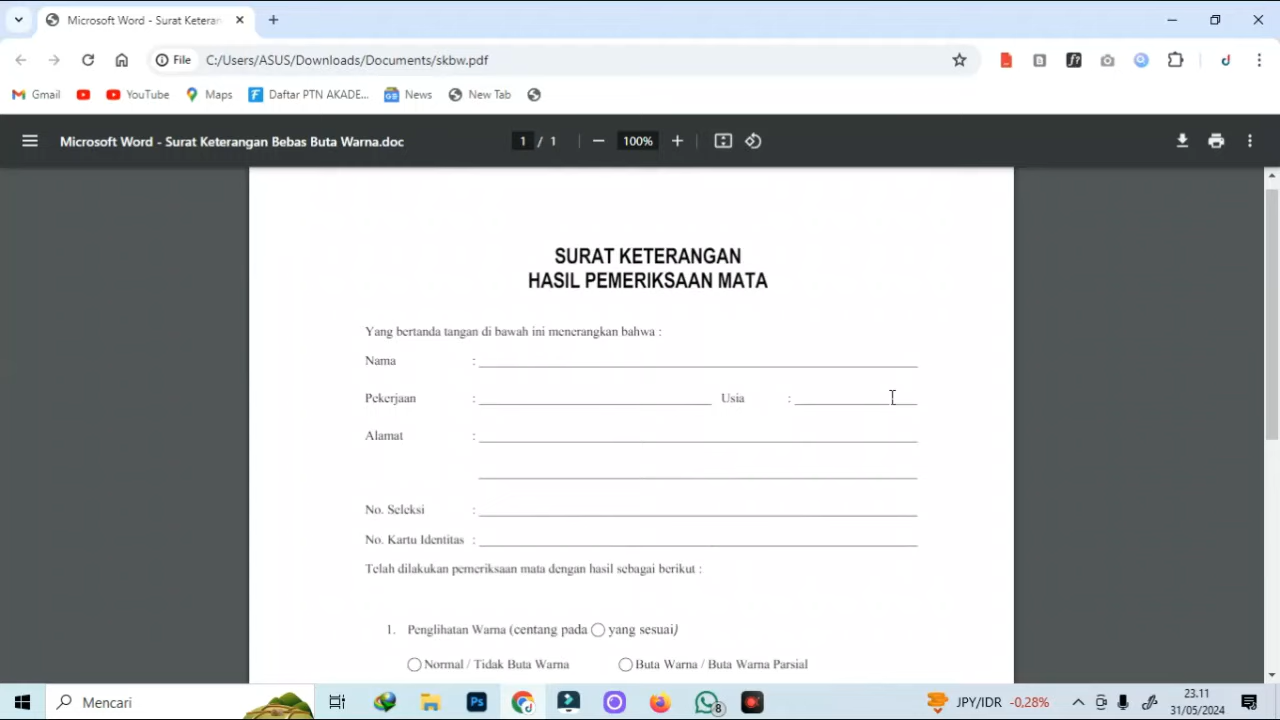 Microsoft Word - Surat Keteran
File
C:/Users/ASUS/Downloads/Documents/skbw.pdf
Gmail
YouTube
Maps
Daftar PTN AKADE...
News
New Tab
Microsoft Word - Surat Keterangan Bebas Buta Warna.doc
1 / 1
100%
SURAT KETERANGAN
HASIL PEMERIKSAAN MATA
Yang bertanda tangan di bawah ini menerangkan bahwa :
Nama :
Pekerjaan : Usia :
Alamat :
No. Seleksi :
No. Kartu Identitas :
Telah dilakukan pemeriksaan mata dengan hasil sebagai berikut :
1. Penglihatan Warna (centang pada yang sesuai)
Normal / Tidak Buta Warna Buta Warna / Buta Warna Parsial
Mencari
Ps
8
JPY/IDR -0,28%
23.11
31/05/2024